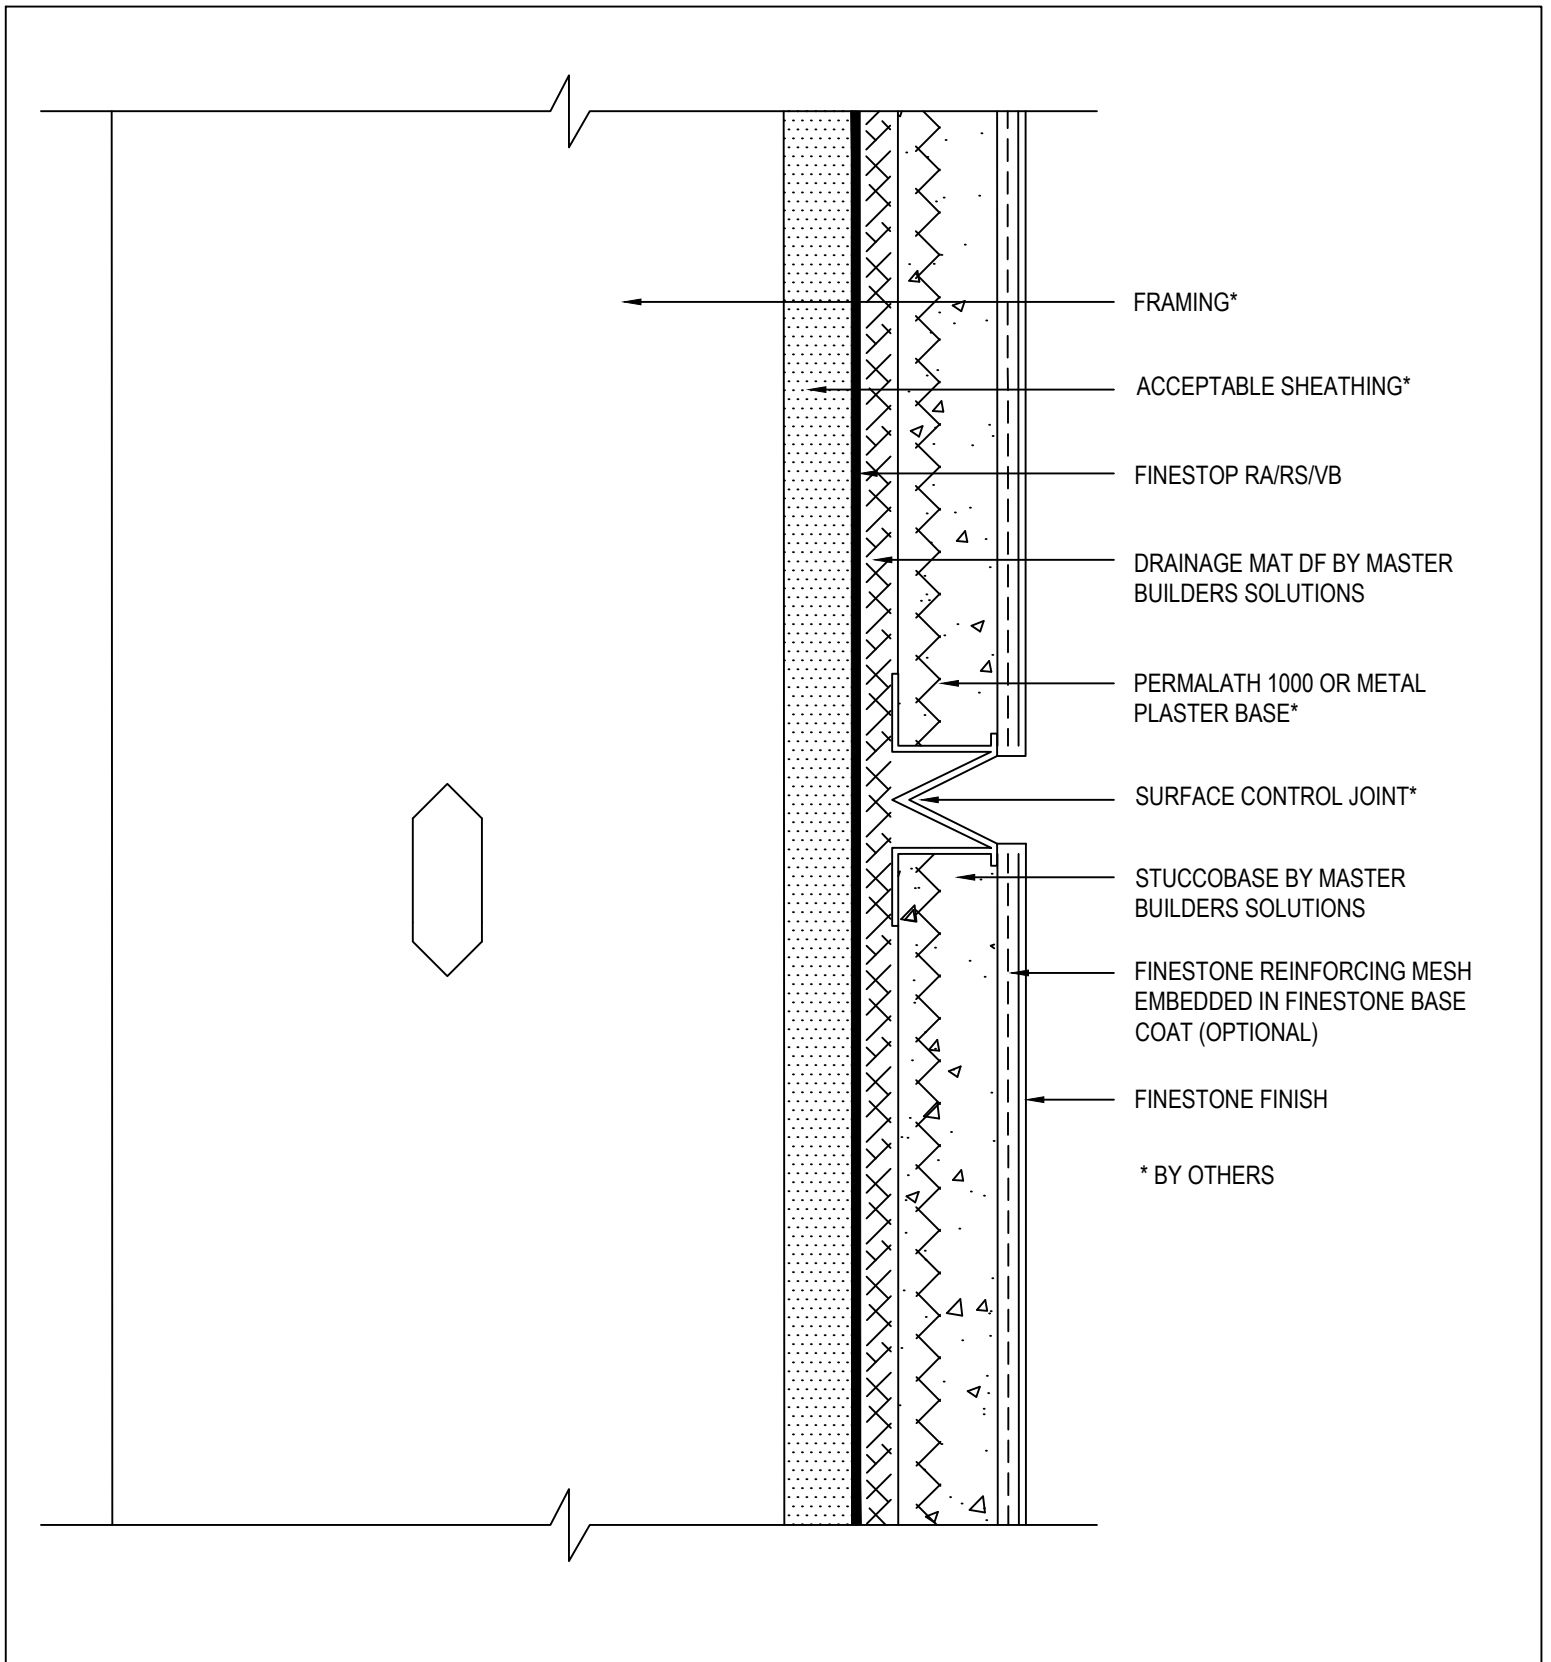 FRAMING*
ACCEPTABLE SHEATHING*
FINESTOP RA/RS/VB
DRAINAGE MAT DF BY MASTER
BUILDERS SOLUTIONS
PERMALATH 1000 OR METAL
PLASTER BASE*
SURFACE CONTROL JOINT*
STUCCOBASE BY MASTER
BUILDERS SOLUTIONS
FINESTONE REINFORCING MESH
EMBEDDED IN FINESTONE BASE
COAT (OPTIONAL)
FINESTONE FINISH
* BY OTHERS